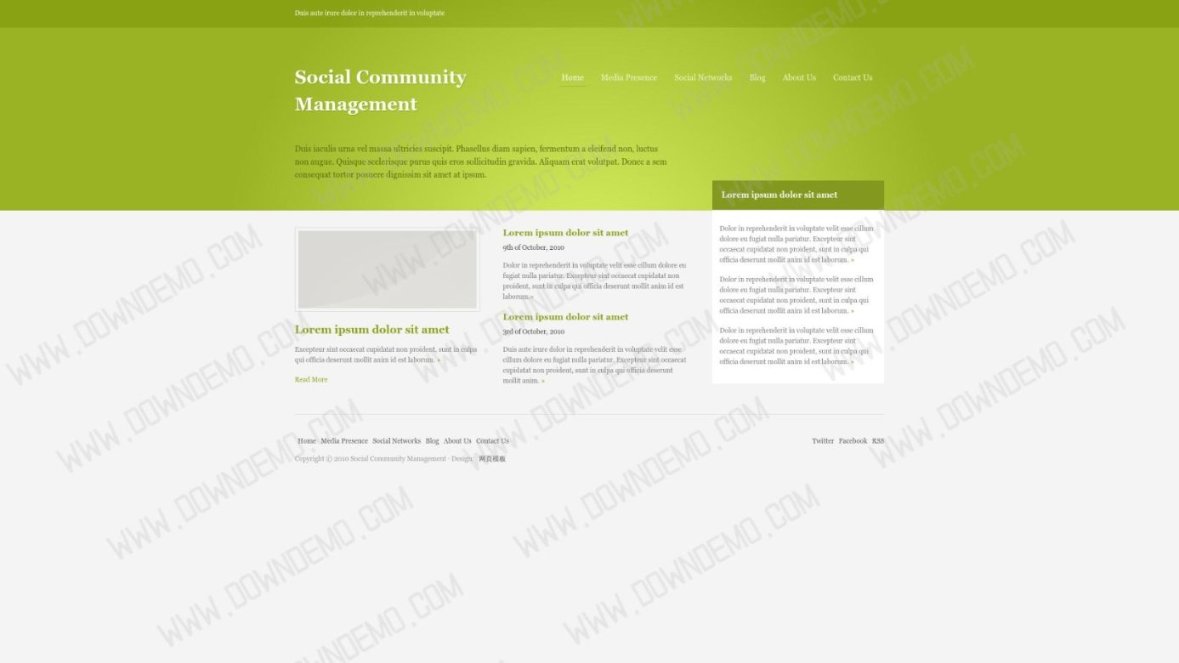 Duis aute irure dolor in reprehenderit in voluptate
Social Community
Management
Home Media Presence Social Networks Blog About Us Contact Us
Duis iaculis urna vel massa ultricies suscipit. Phasellus diam sapien, fermentum a eleifend non, luctus
non augue. Quisque scelerisque purus quis eros sollicitudin gravida. Aliquam erat volutpat. Donec a sem
consequat tortor posuere dignissim sit amet at ipsum.
Lorem ipsum dolor sit amet
Excepteur sint occaecat cupidatat non proident, sunt in culpa
qui officia deserunt mollit anim id est laborum. »
Read More
Lorem ipsum dolor sit amet
9th of October, 2010
Dolor in reprehenderit in voluptate velit esse cillum dolore eu
fugiat nulla pariatur. Excepteur sint occaecat cupidatat non
proident, sunt in culpa qui officia deserunt mollit anim id est
laborum.»
Lorem ipsum dolor sit amet
3rd of October, 2010
Duis aute irure dolor in reprehenderit in voluptate velit esse
cillum dolore eu fugiat nulla pariatur. Excepteur sint occaecat
cupidatat non proident, sunt in culpa qui officia deserunt
mollit anim. »
Lorem ipsum dolor sit amet
Dolor in reprehenderit in voluptate velit esse cillum
dolore eu fugiat nulla pariatur. Excepteur sint
occaecat cupidatat non proident, sunt in culpa qui
officia deserunt mollit anim id est laborum. »
Dolor in reprehenderit in voluptate velit esse cillum
dolore eu fugiat nulla pariatur. Excepteur sint
occaecat cupidatat non proident, sunt in culpa qui
officia deserunt mollit anim id est laborum. »
Dolor in reprehenderit in voluptate velit esse cillum
dolore eu fugiat nulla pariatur. Excepteur sint
occaecat cupidatat non proident, sunt in culpa qui
officia deserunt mollit anim id est laborum. »
Home Media Presence Social Networks Blog About Us Contact Us
Twitter Facebook RSS
Copyright © 2010 Social Community Management · Design: 网页模板
WWW.DOWNDEMO.COM